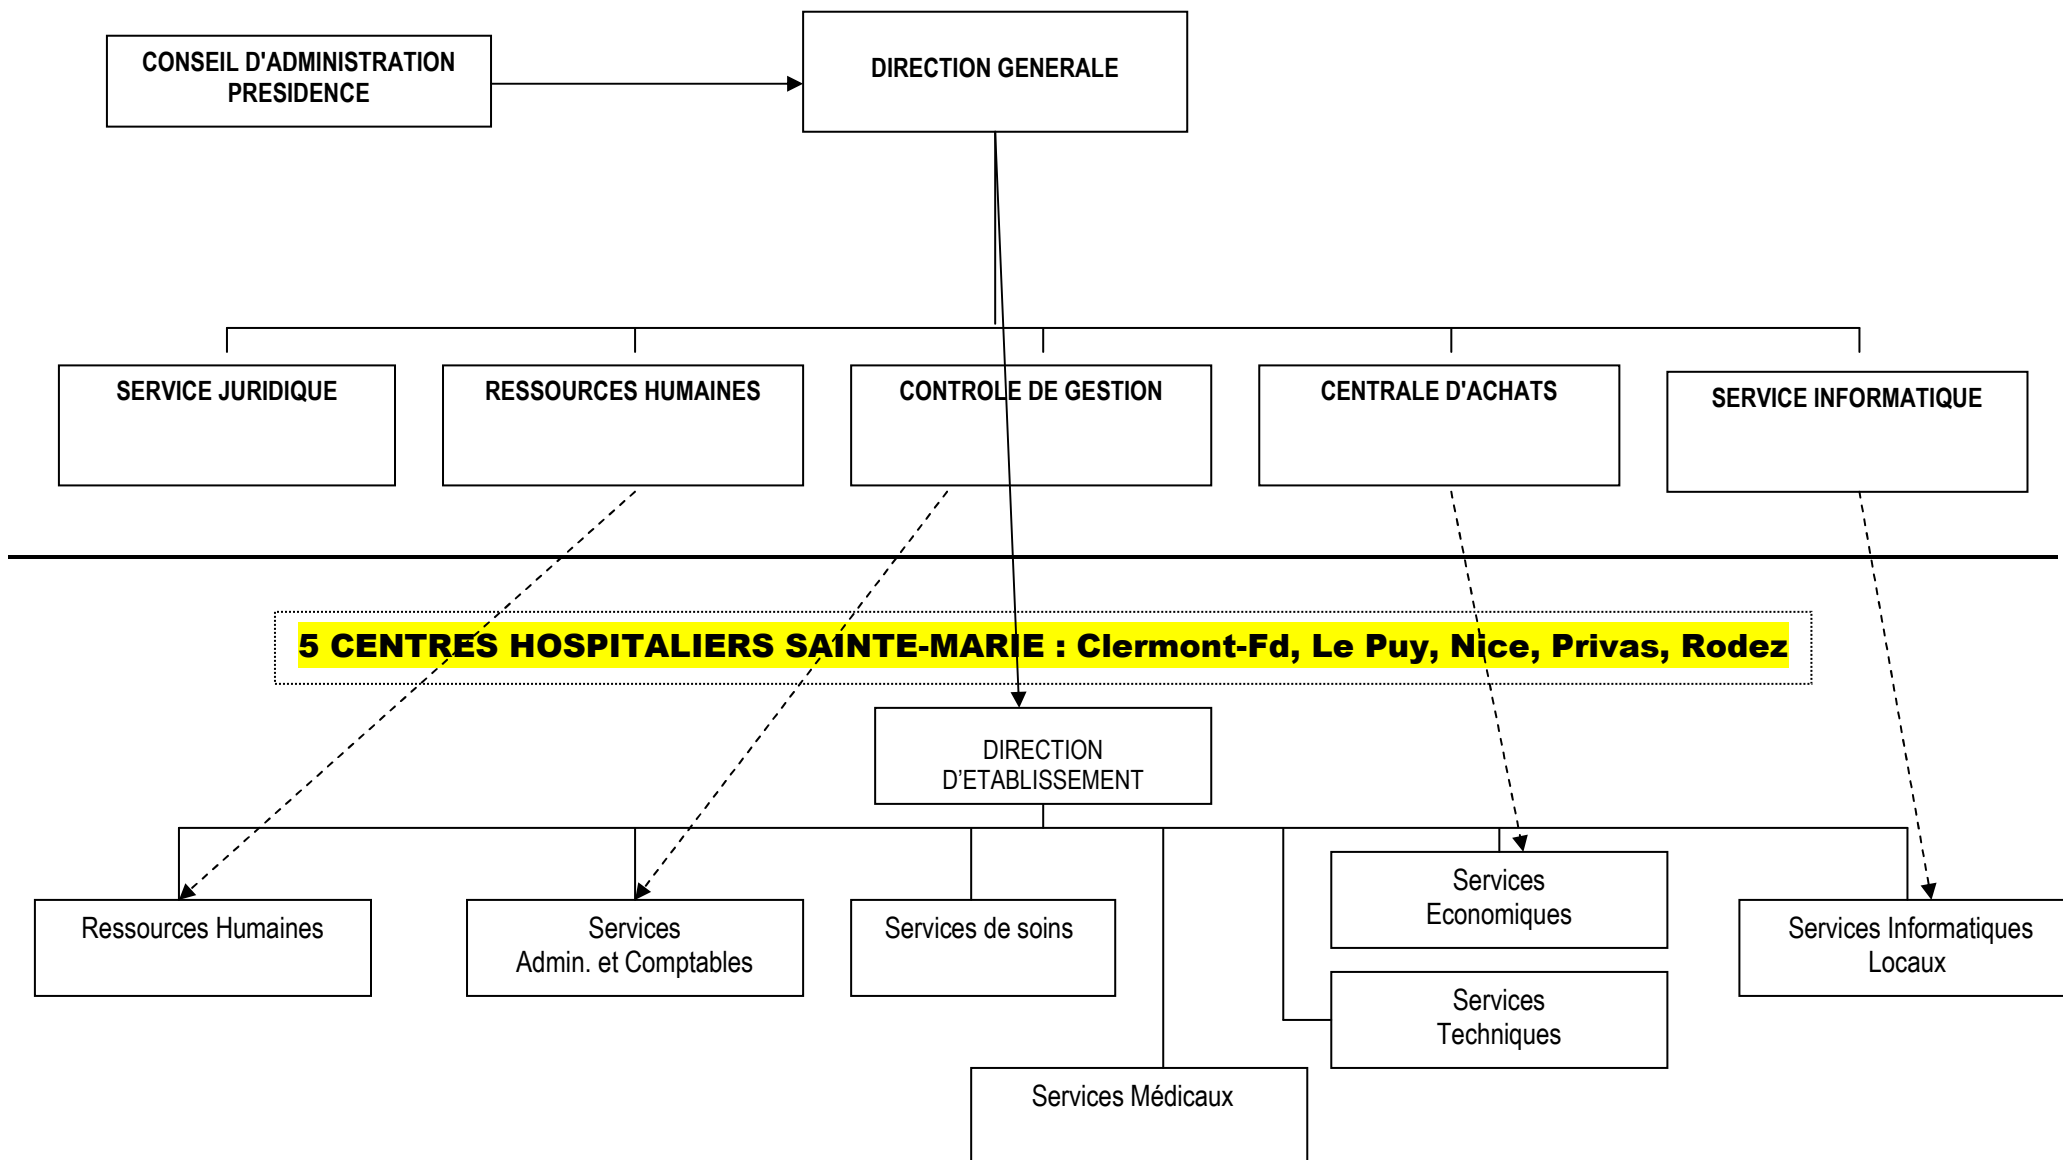 CONSEIL D'ADMINISTRATION
PRESIDENCE
DIRECTION GENERALE
SERVICE JURIDIQUE
RESSOURCES HUMAINES
CONTROLE DE GESTION
CENTRALE D'ACHATS
SERVICE INFORMATIQUE
5 CENTRES HOSPITALIERS SAINTE-MARIE : Clermont-Fd, Le Puy, Nice, Privas, Rodez
DIRECTION
D’ETABLISSEMENT
Ressources Humaines
Services
Admin. et Comptables
Services de soins
Services
Economiques
Services Informatiques
Locaux
Services
Techniques
Services Médicaux